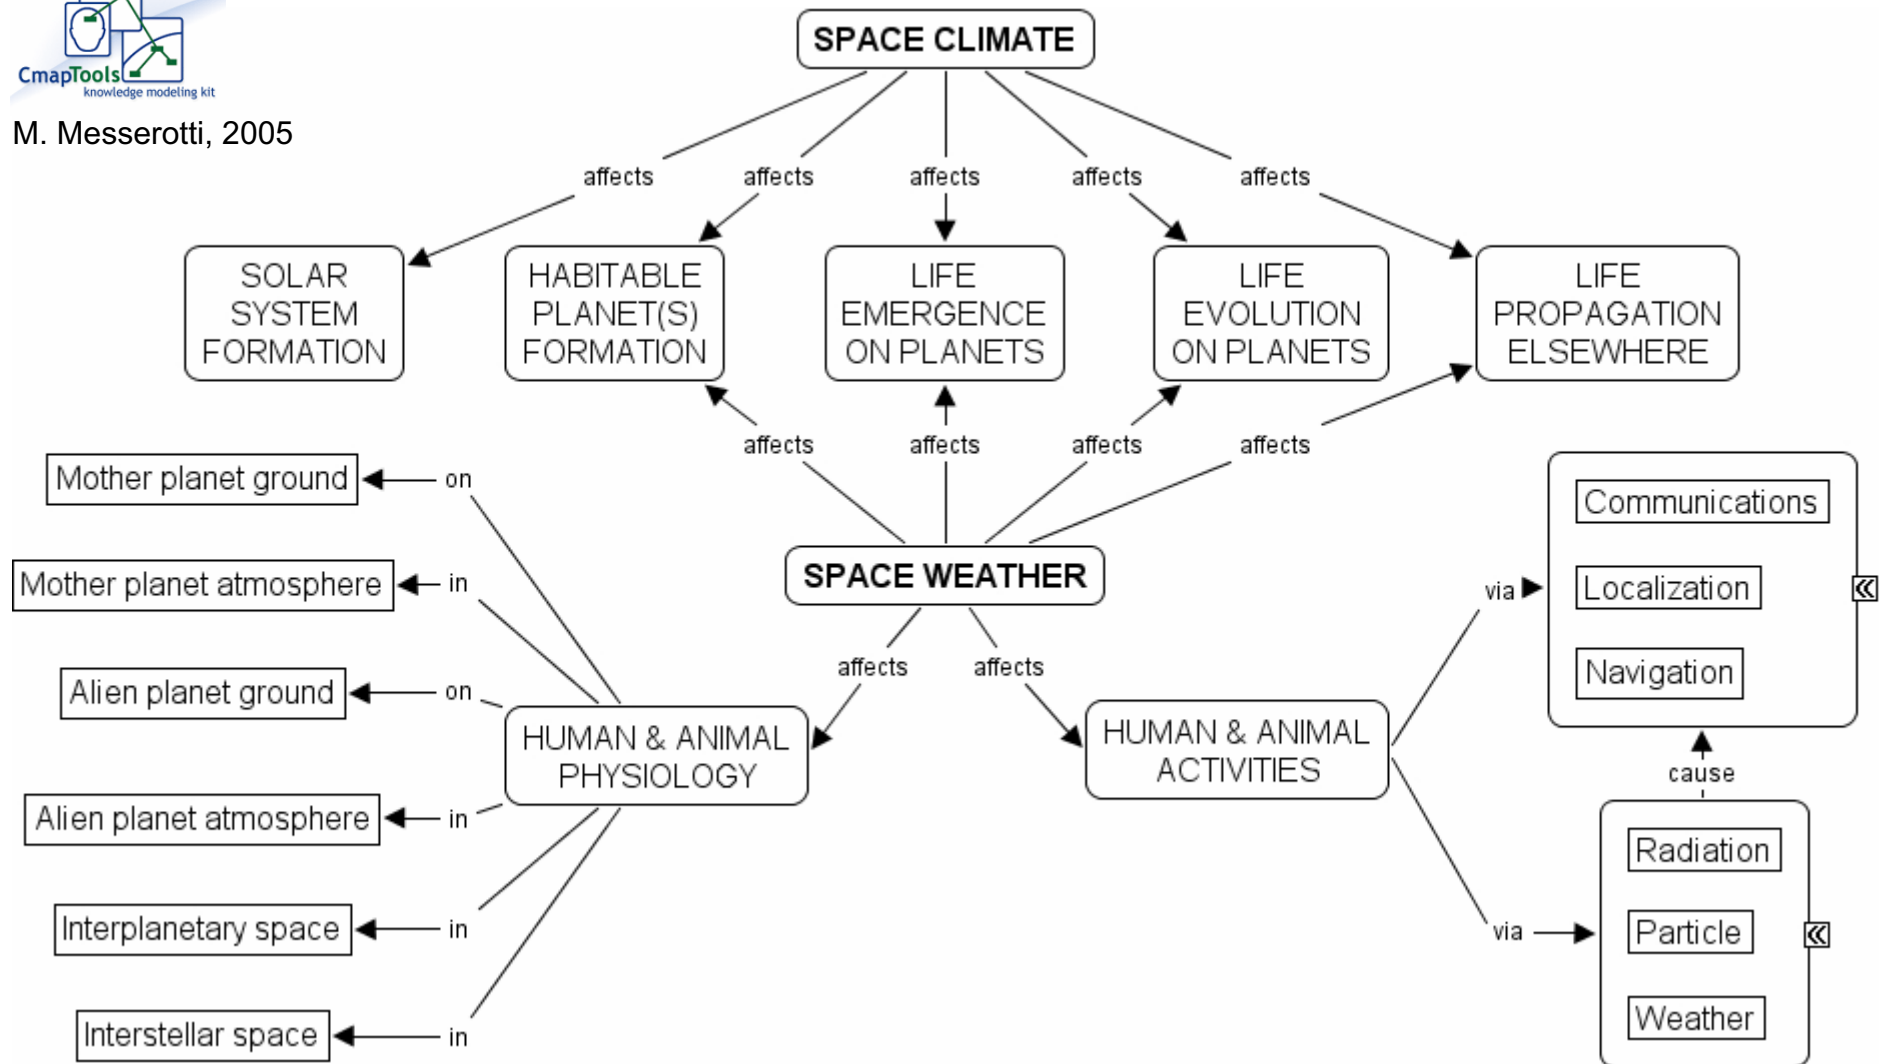 CmapTools
knowledge modeling kit
M. Messerotti, 2005
SPACE CLIMATE
affects
affects
affects
affects
affects
SOLAR
SYSTEM
FORMATION
HABITABLE
PLANET(S)
FORMATION
LIFE
EMERGENCE
ON PLANETS
LIFE
EVOLUTION
ON PLANETS
LIFE
PROPAGATION
ELSEWHERE
affects
affects
affects
affects
SPACE WEATHER
affects
affects
HUMAN & ANIMAL
PHYSIOLOGY
HUMAN & ANIMAL
ACTIVITIES
on
Mother planet ground
in
Mother planet atmosphere
on
Alien planet ground
in
Alien planet atmosphere
in
Interplanetary space
in
Interstellar space
via
Communications
Localization
Navigation
cause
via
Radiation
Particle
Weather